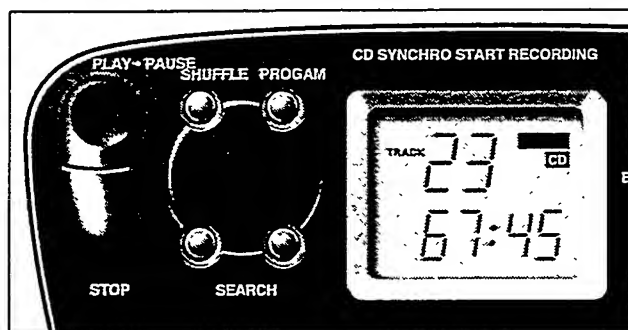 CD SYNCHRO START RECORDING
PLAY→PAUSE
SHUFFLE PROGAM
TRACK 23
CD
67:45
STOP
SEARCH